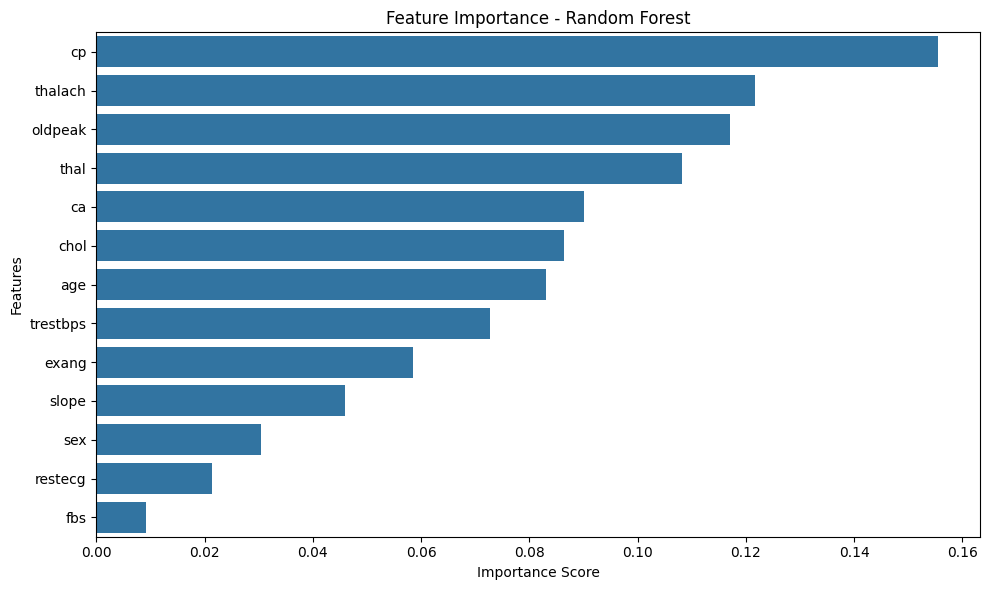 Feature Importance - Random Forest
cp
thalach
oldpeak
thal
ca
chol
age
trestbps
exang
slope
sex
restecg
fbs
Features
0.00 0.02 0.04 0.06 0.08 0.10 0.12 0.14 0.16
Importance Score